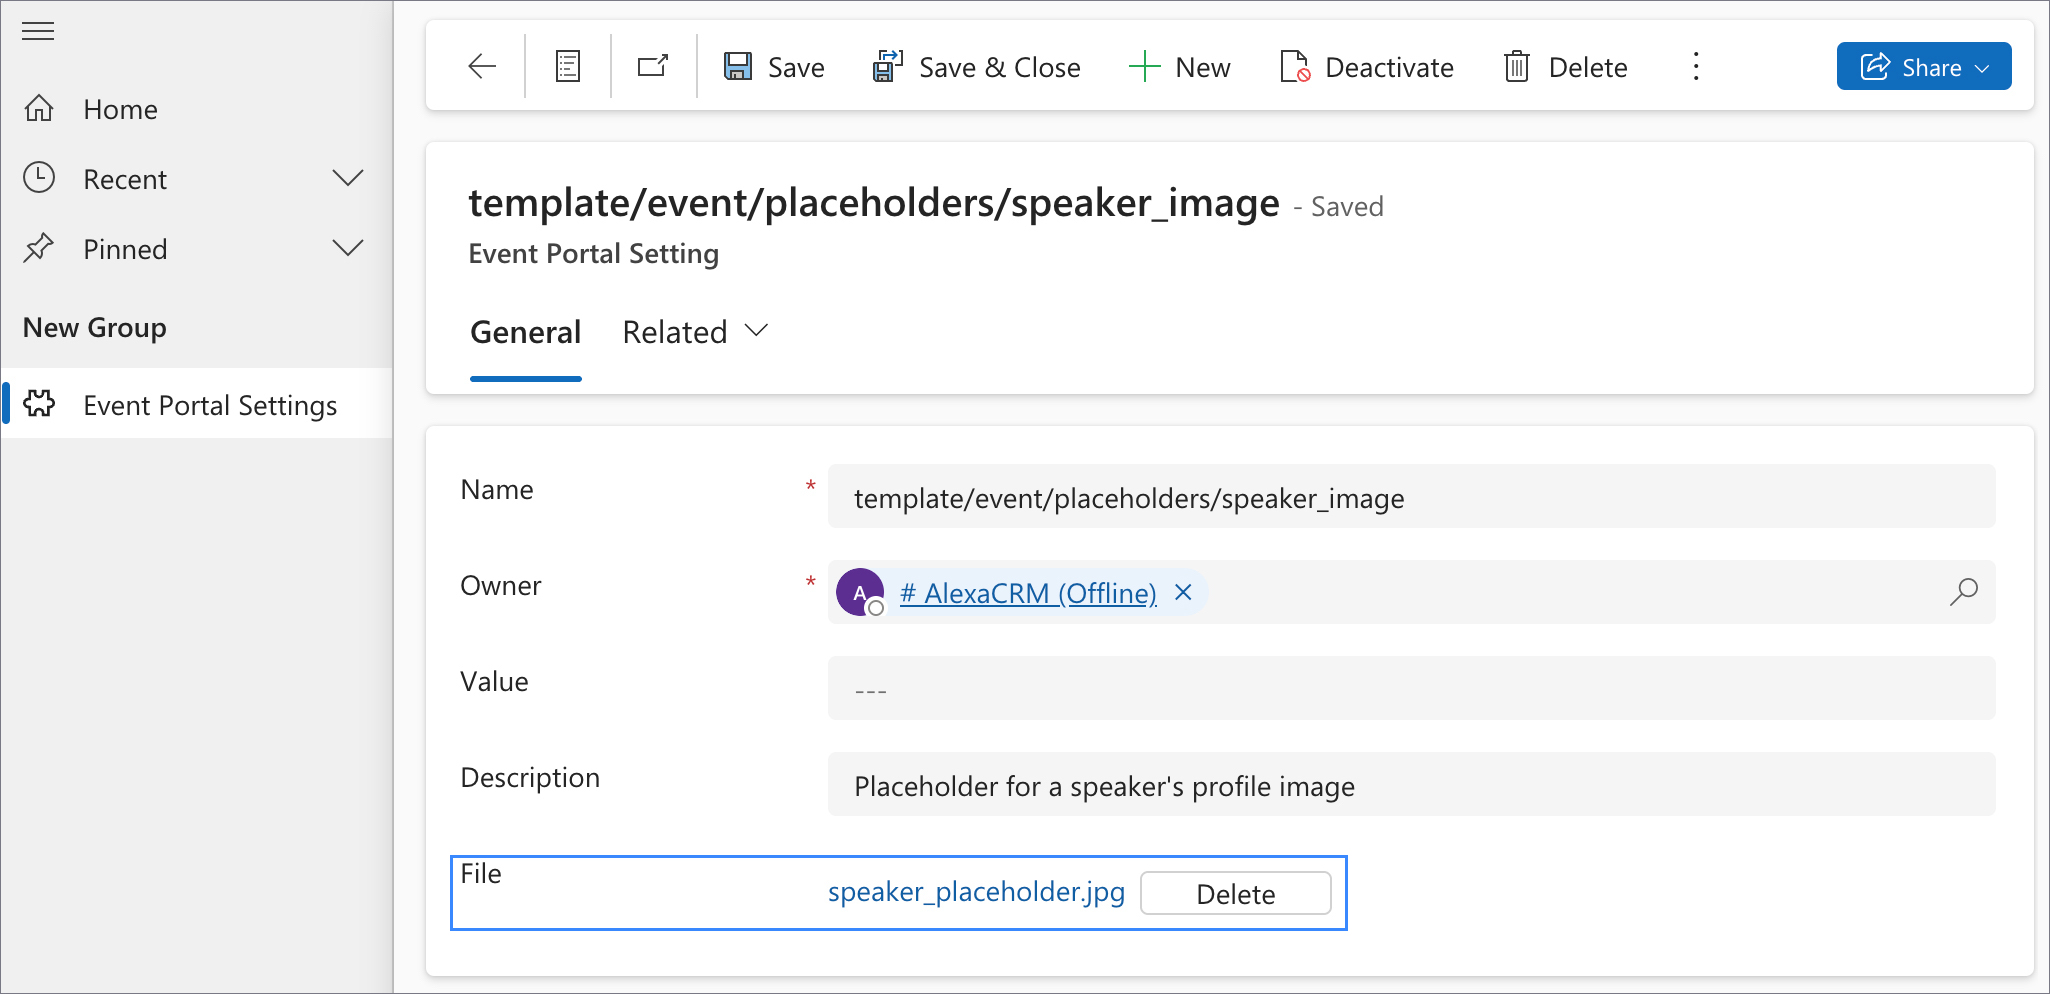 Save
Save & Close
New
Deactivate
Delete
Share
Home
Recent
Pinned
New Group
Event Portal Settings
template/event/placeholders/speaker_image - Saved
Event Portal Setting
General Related
Name * template/event/placeholders/speaker_image
Owner * A # AlexaCRM (Offline)
Value ---
Description Placeholder for a speaker's profile image
File speaker_placeholder.jpg Delete